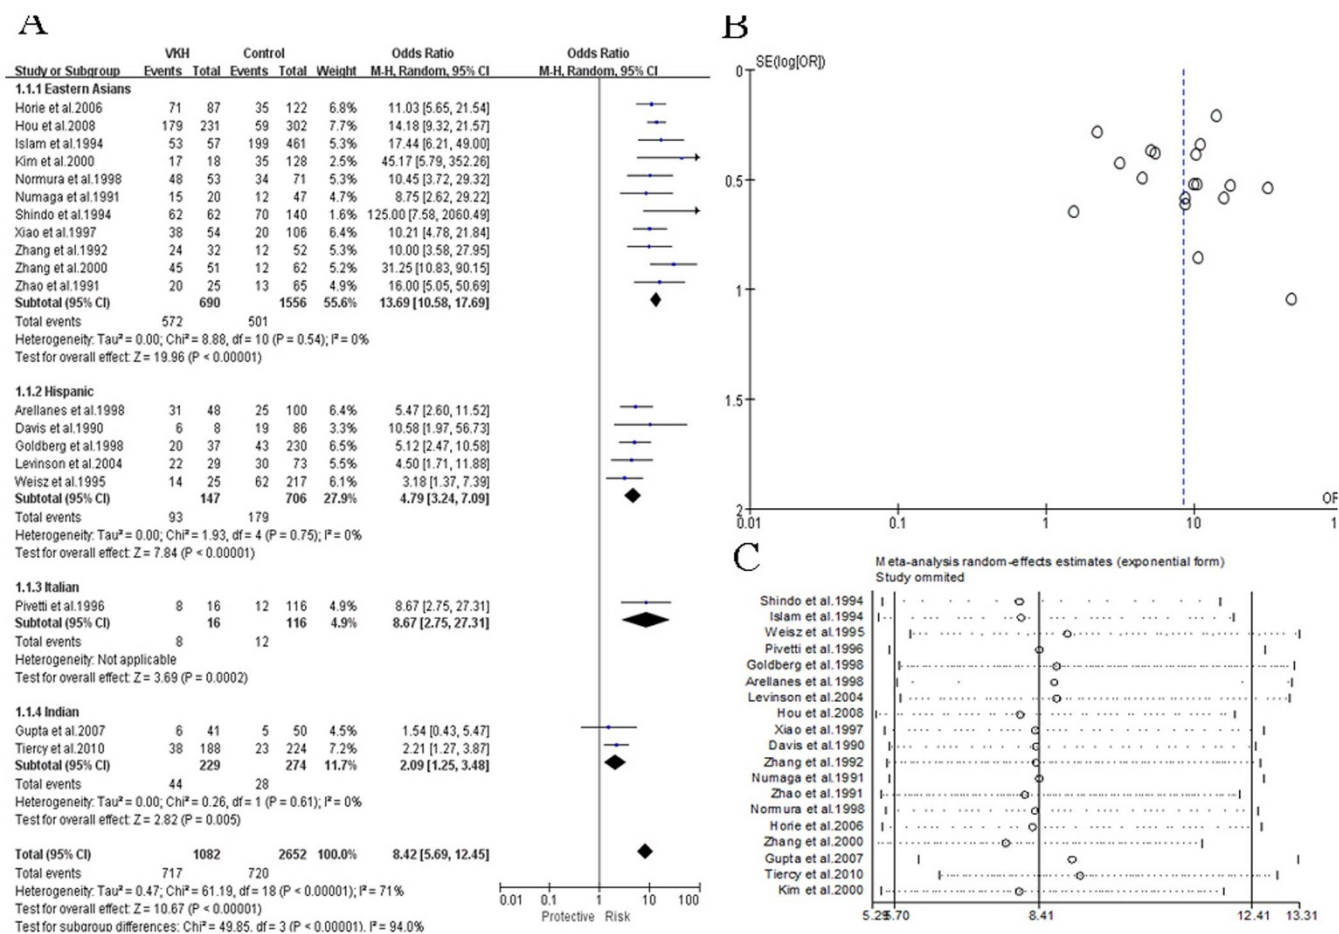 A
VKH Control Odds Ratio Odds Ratio
Study or Subgroup Events Total Events Total Weight M-H, Random, 95% CI M-H, Random, 95% CI
1.1.1 Eastern Asians
Horie et al.2006 71 87 35 122 6.8% 11.03 [5.65, 21.54]
Hou et al.2008 179 231 59 302 7.7% 14.18 [9.32, 21.57]
Islam et al.1994 53 57 199 461 5.3% 17.44 [6.21, 49.00]
Kim et al.2000 17 18 35 128 2.5% 45.17 [5.79, 352.26]
Normura et al.1998 48 53 34 71 5.3% 10.45 [3.72, 29.32]
Numaga et al.1991 15 20 12 47 4.7% 8.75 [2.62, 29.22]
Shindo et al.1994 62 62 70 140 1.6% 125.00 [7.58, 2060.49]
Xiao et al.1997 38 54 20 106 6.4% 10.21 [4.78, 21.84]
Zhang et al.1992 24 32 12 52 5.3% 10.00 [3.58, 27.95]
Zhang et al.2000 45 51 12 62 5.2% 31.25 [10.83, 90.15]
Zhao et al.1991 20 25 13 65 4.9% 16.00 [5.05, 50.69]
Subtotal (95% CI) 690 1556 55.6% 13.69 [10.58, 17.69]
Total events 572 501
Heterogeneity: Tau² = 0.00; Chi² = 8.88, df = 10 (P = 0.54); I² = 0%
Test for overall effect: Z = 19.96 (P < 0.00001)
1.1.2 Hispanic
Arellanes et al.1998 31 48 25 100 6.4% 5.47 [2.60, 11.52]
Davis et al.1990 6 8 19 86 3.3% 10.58 [1.97, 56.73]
Goldberg et al.1998 20 37 43 230 6.5% 5.12 [2.47, 10.58]
Levinson et al.2004 22 29 30 73 5.5% 4.50 [1.71, 11.88]
Weisz et al.1995 14 25 62 217 6.1% 3.18 [1.37, 7.39]
Subtotal (95% CI) 147 706 27.9% 4.79 [3.24, 7.09]
Total events 93 179
Heterogeneity: Tau² = 0.00; Chi² = 1.93, df = 4 (P = 0.75); I² = 0%
Test for overall effect: Z = 7.84 (P < 0.00001)
1.1.3 Italian
Pivetti et al.1996 8 16 12 116 4.9% 8.67 [2.75, 27.31]
Subtotal (95% CI) 16 116 4.9% 8.67 [2.75, 27.31]
Total events 8 12
Heterogeneity: Not applicable
Test for overall effect: Z = 3.69 (P = 0.0002)
1.1.4 Indian
Gupta et al.2007 6 41 5 50 4.5% 1.54 [0.43, 5.47]
Tiercy et al.2010 38 188 23 224 7.2% 2.21 [1.27, 3.87]
Subtotal (95% CI) 229 274 11.7% 2.09 [1.25, 3.48]
Total events 44 28
Heterogeneity: Tau² = 0.00; Chi² = 0.26, df = 1 (P = 0.61); I² = 0%
Test for overall effect: Z = 2.82 (P = 0.005)
Total (95% CI) 1082 2652 100.0% 8.42 [5.69, 12.45]
Total events 717 720
Heterogeneity: Tau² = 0.47; Chi² = 61.19, df = 18 (P < 0.00001); I² = 71%
Test for overall effect: Z = 10.67 (P < 0.00001)
Test for subgroup differences: Chi² = 49.85, df = 3 (P < 0.00001), I² = 94.0%
0.01 0.1 1 10 100
Protective Risk
B
SE(log[OR])
0
0.5
1
1.5
2
OR
0.01 0.1 1 10 1
C
Meta-analysis random-effects estimates (exponential form)
Study ommited
Shindo et al.1994
Islam et al.1994
Weisz et al.1995
Pivetti et al.1996
Goldberg et al.1998
Arellanes et al.1998
Levinson et al.2004
Hou et al.2008
Xiao et al.1997
Davis et al.1990
Zhang et al.1992
Numaga et al.1991
Zhao et al.1991
Normura et al.1998
Horie et al.2006
Zhang et al.2000
Gupta et al.2007
Tiercy et al.2010
Kim et al.2000
5.70 8.41 12.41 13.31